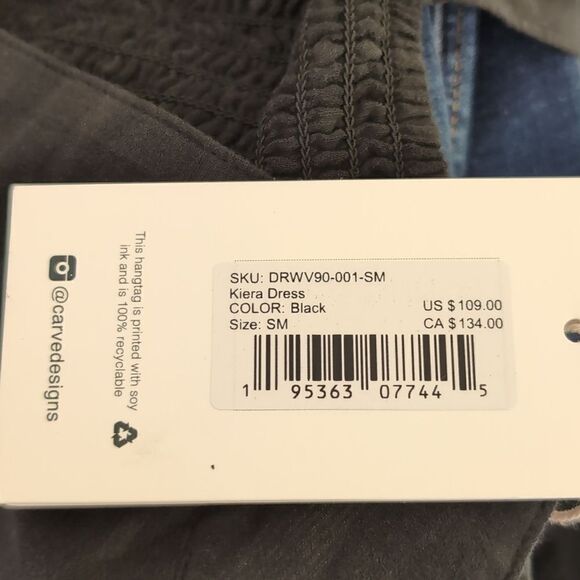 SKU: DRWV90-001-SM
Kiera Dress
COLOR: Black US $ 109.00
Size: SM CA $ 134.00
1 95363 07744 5
This hangtag is printed with soy
ink and is 100% recyclable
@carvedesigns